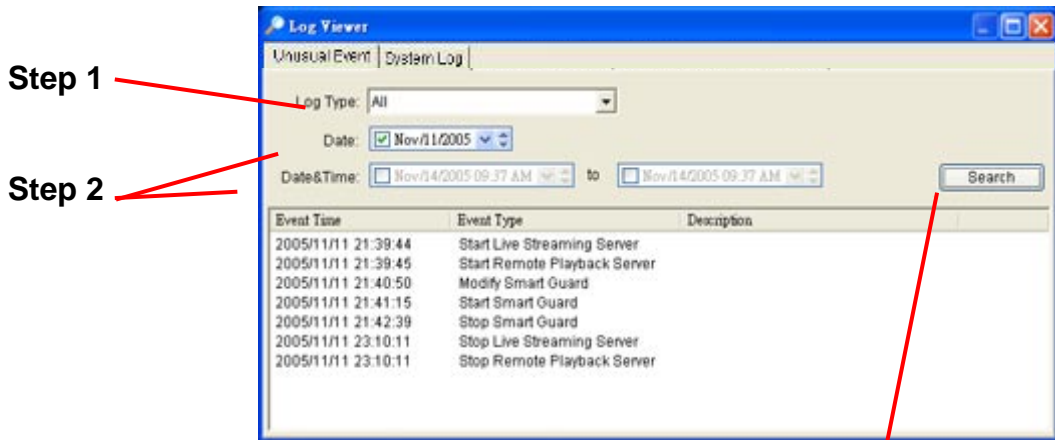 Log Viewer
Unusual Event System Log
Step 1
Log Type: All
Date: Nov/11/2005
Step 2
Date&Time: Nov/14/2005 09:37 AM to Nov/14/2005 09:37 AM Search
Event Time Event Type Description
2005/11/11 21:39:44 Start Live Streaming Server
2005/11/11 21:39:45 Start Remote Playback Server
2005/11/11 21:40:50 Modify Smart Guard
2005/11/11 21:41:15 Start Smart Guard
2005/11/11 21:42:39 Stop Smart Guard
2005/11/11 23:10:11 Stop Live Streaming Server
2005/11/11 23:10:11 Stop Remote Playback Server